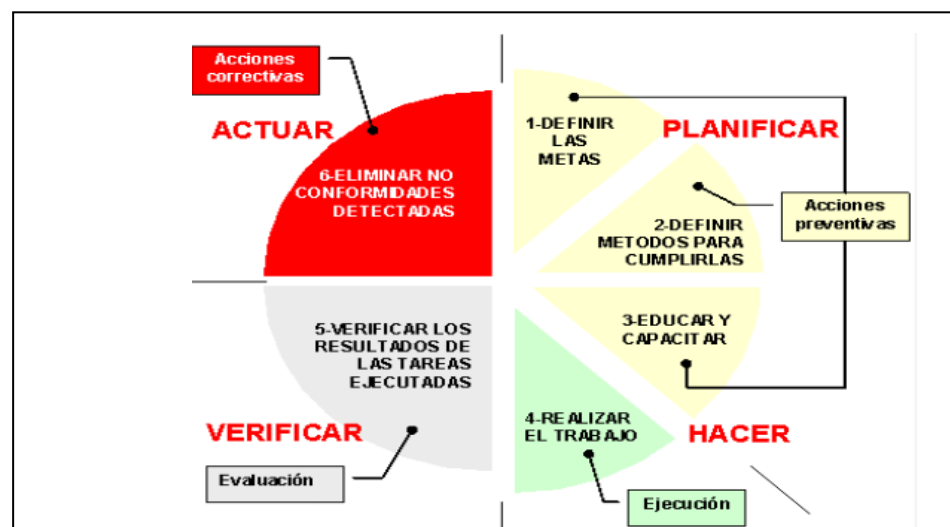 Acciones
correctivas
ACTUAR
6-ELIMINAR NO
CONFORMIDADES
DETECTADAS
1-DEFINIR
LAS
METAS
PLANIFICAR
2-DEFINIR
METODOS PARA
CUMPLIRLAS
Acciones
preventivas
3-EDUCAR Y
CAPACITAR
HACER
4-REALIZAR
EL TRABAJO
Ejecución
5-VERIFICAR LOS
RESULTADOS DE
LAS TAREAS
EJECUTADAS
VERIFICAR
Evaluación